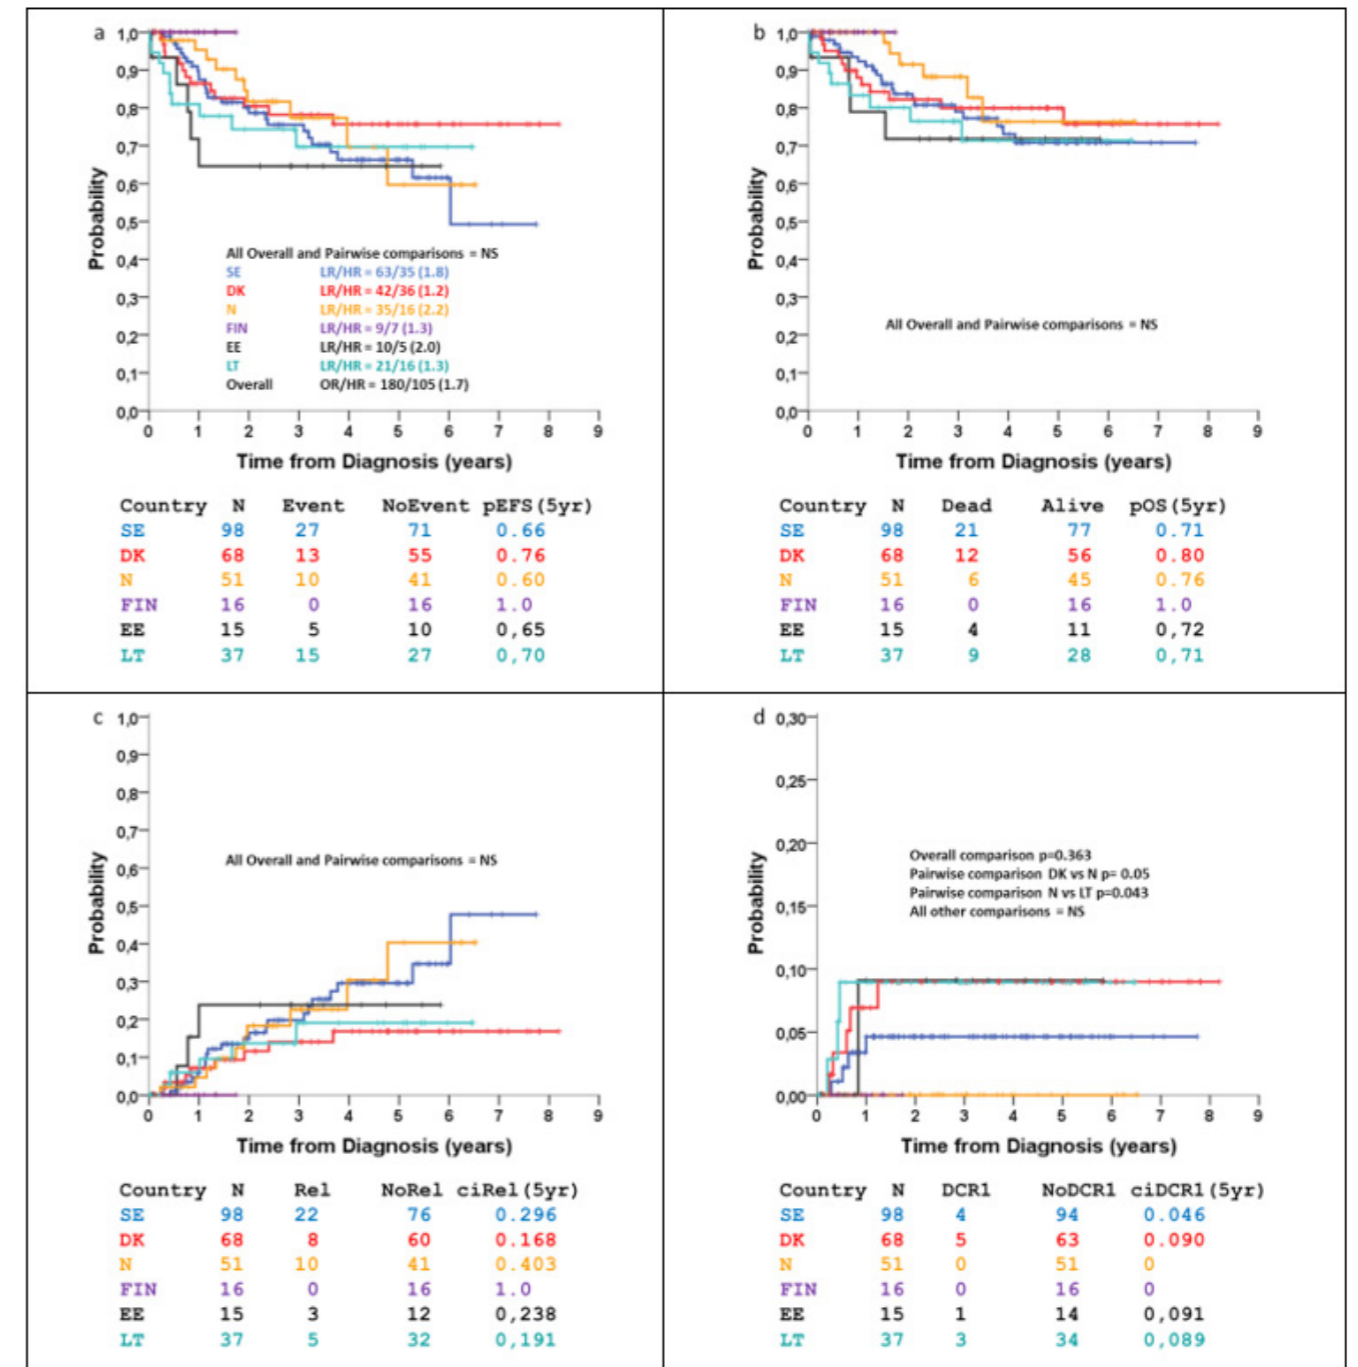 a
1,0
0,9
0,8
0,7
0,6
0,5
0,4
0,3
0,2
0,1
0,0
Probability
All Overall and Pairwise comparisons = NS
SE LR/HR = 63/35 (1.8)
DK LR/HR = 42/36 (1.2)
N LR/HR = 35/16 (2.2)
FIN LR/HR = 9/7 (1.3)
EE LR/HR = 10/5 (2.0)
LT LR/HR = 21/16 (1.3)
Overall OR/HR = 180/105 (1.7)
0 1 2 3 4 5 6 7 8 9
Time from Diagnosis (years)
Country N Event NoEvent pEFS(5yr)
SE 98 27 71 0.66
DK 68 13 55 0.76
N 51 10 41 0.60
FIN 16 0 16 1.0
EE 15 5 10 0,65
LT 37 15 27 0,70
b
1,0
0,9
0,8
0,7
0,6
0,5
0,4
0,3
0,2
0,1
0,0
Probability
All Overall and Pairwise comparisons = NS
0 1 2 3 4 5 6 7 8 9
Time from Diagnosis (years)
Country N Dead Alive pOS(5yr)
SE 98 21 77 0.71
DK 68 12 56 0.80
N 51 6 45 0.76
FIN 16 0 16 1.0
EE 15 4 11 0,72
LT 37 9 28 0,71
c
1,0
0,9
0,8
0,7
0,6
0,5
0,4
0,3
0,2
0,1
0,0
Probability
All Overall and Pairwise comparisons = NS
0 1 2 3 4 5 6 7 8 9
Time from Diagnosis (years)
Country N Rel NoRel ciRel(5yr)
SE 98 22 76 0.296
DK 68 8 60 0.168
N 51 10 41 0.403
FIN 16 0 16 1.0
EE 15 3 12 0,238
LT 37 5 32 0,191
d
0,30
0,25
0,20
0,15
0,10
0,05
0,00
Probability
Overall comparison p=0.363
Pairwise comparison DK vs N p= 0.05
Pairwise comparison N vs LT p=0.043
All other comparisons = NS
0 1 2 3 4 5 6 7 8 9
Time from Diagnosis (years)
Country N DCR1 NoDCR1 ciDCR1(5yr)
SE 98 4 94 0.046
DK 68 5 63 0.090
N 51 0 51 0
FIN 16 0 16 0
EE 15 1 14 0,091
LT 37 3 34 0,089